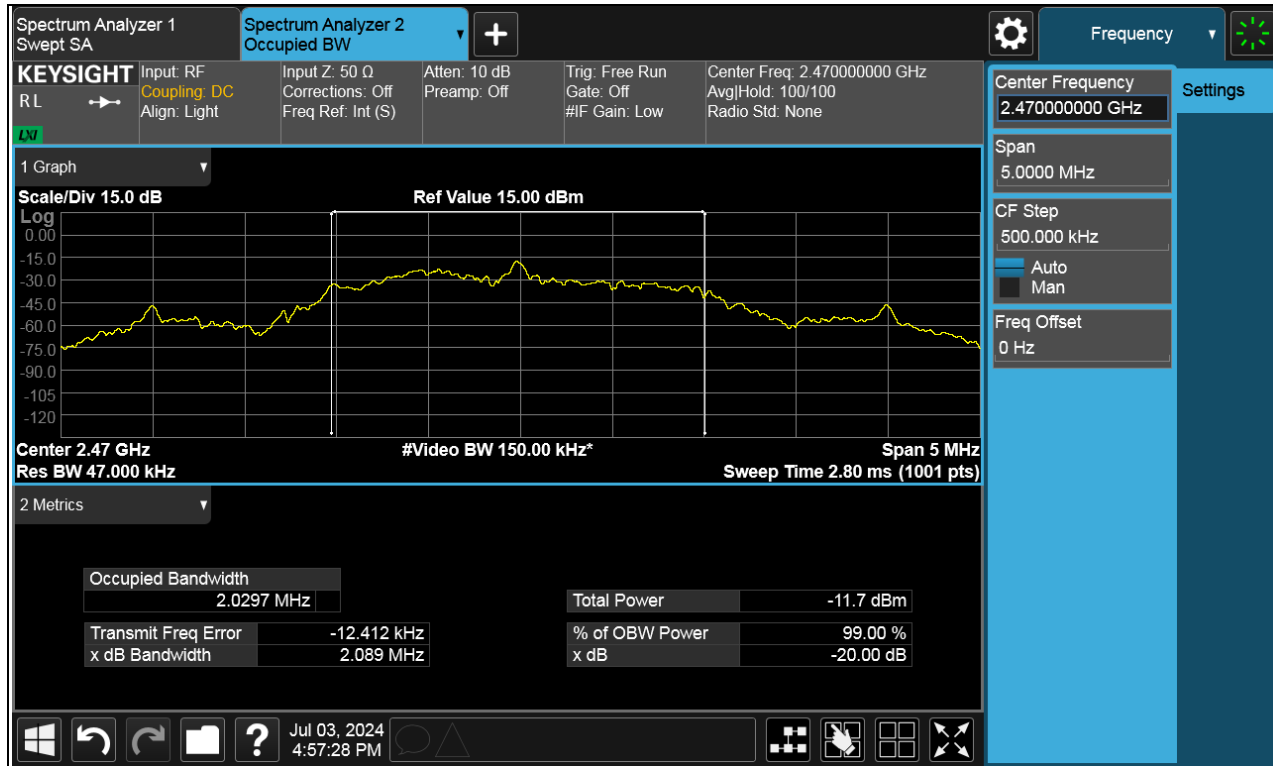 Spectrum Analyzer 1
Swept SA
Spectrum Analyzer 2
Occupied BW
Frequency
KEYSIGHT
RL
LXI
Input: RF
Coupling: DC
Align: Light
Input Z: 50 Ω
Corrections: Off
Freq Ref: Int (S)
Atten: 10 dB
Preamp: Off
Trig: Free Run
Gate: Off
#IF Gain: Low
Center Freq: 2.470000000 GHz
Avg|Hold: 100/100
Radio Std: None
Center Frequency
2.470000000 GHz
Settings
Span
5.0000 MHz
CF Step
500.000 kHz
Auto
Man
Freq Offset
0 Hz
1 Graph
Scale/Div 15.0 dB
Ref Value 15.00 dBm
Log
0.00
-15.0
-30.0
-45.0
-60.0
-75.0
-90.0
-105
-120
Center 2.47 GHz
#Video BW 150.00 kHz*
Span 5 MHz
Res BW 47.000 kHz
Sweep Time 2.80 ms (1001 pts)
2 Metrics
Occupied Bandwidth
2.0297 MHz
Total Power -11.7 dBm
Transmit Freq Error -12.412 kHz
% of OBW Power 99.00 %
x dB Bandwidth 2.089 MHz
x dB -20.00 dB
?
Jul 03, 2024
4:57:28 PM